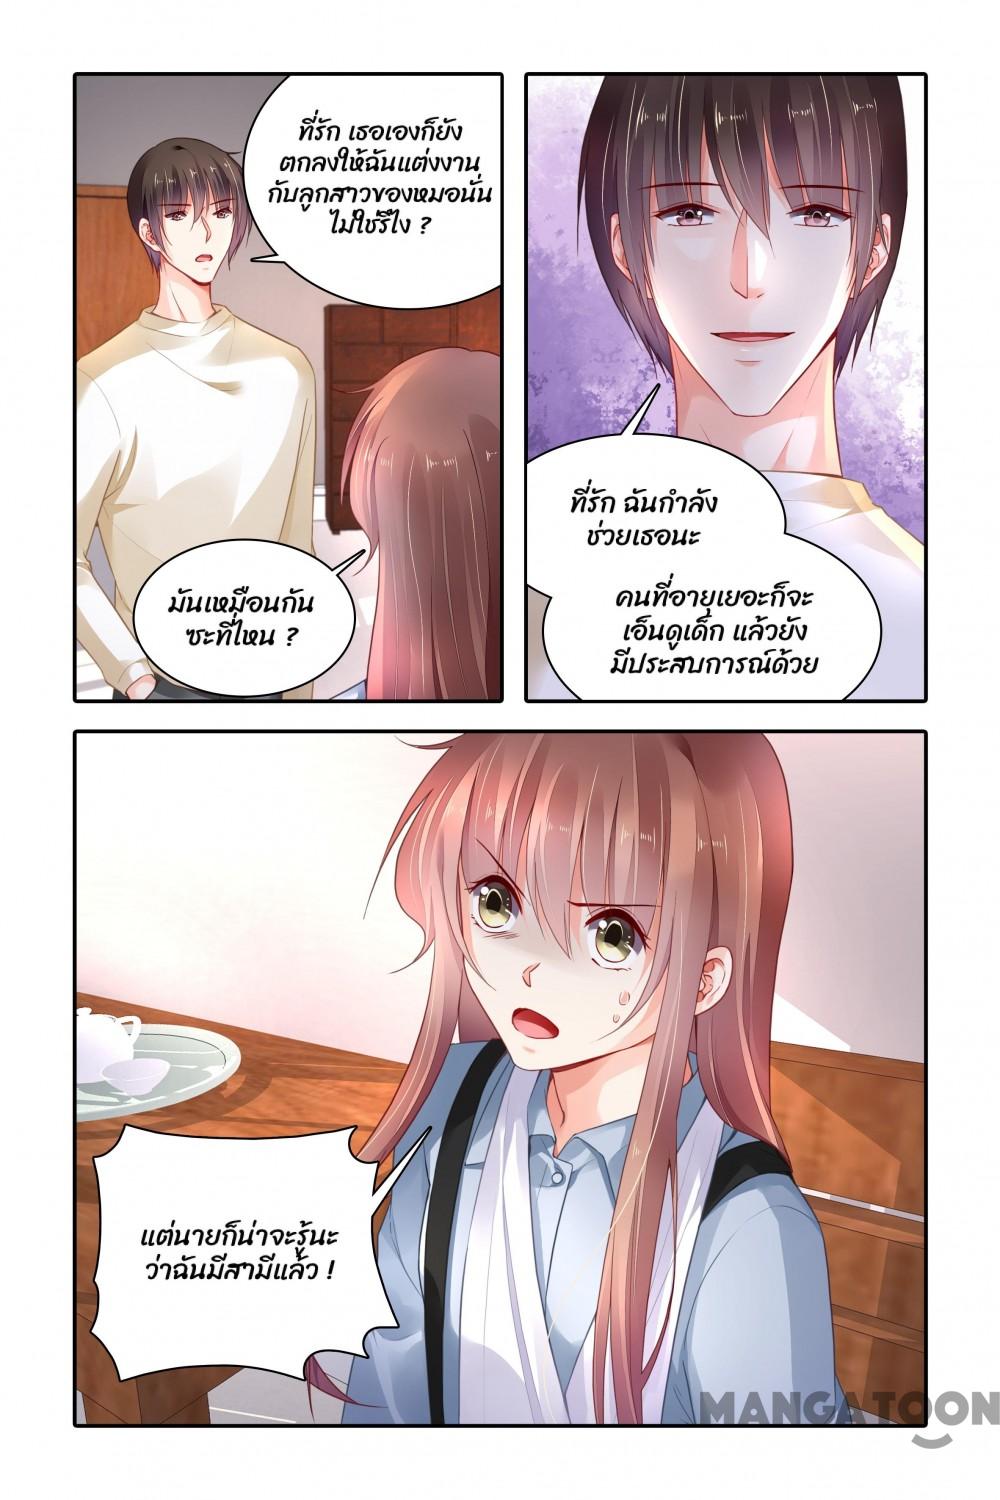 ที่รัก เธอเองก็ยัง
ตกลงให้ฉันแต่งงาน
กับลูกสาวของหมอนั่น
ไม่ใช่รึไง ?
มันเหมือนกัน
ซะที่ไหน ?
ที่รัก ฉันกำลัง
ช่วยเธอนะ
คนที่อายุเยอะก็จะ
เอ็นดูเด็ก แล้วยัง
มีประสบการณ์ด้วย
แต่นายก็น่าจะรู้นะ
ว่าฉันมีสามีแล้ว !
MANGATOON